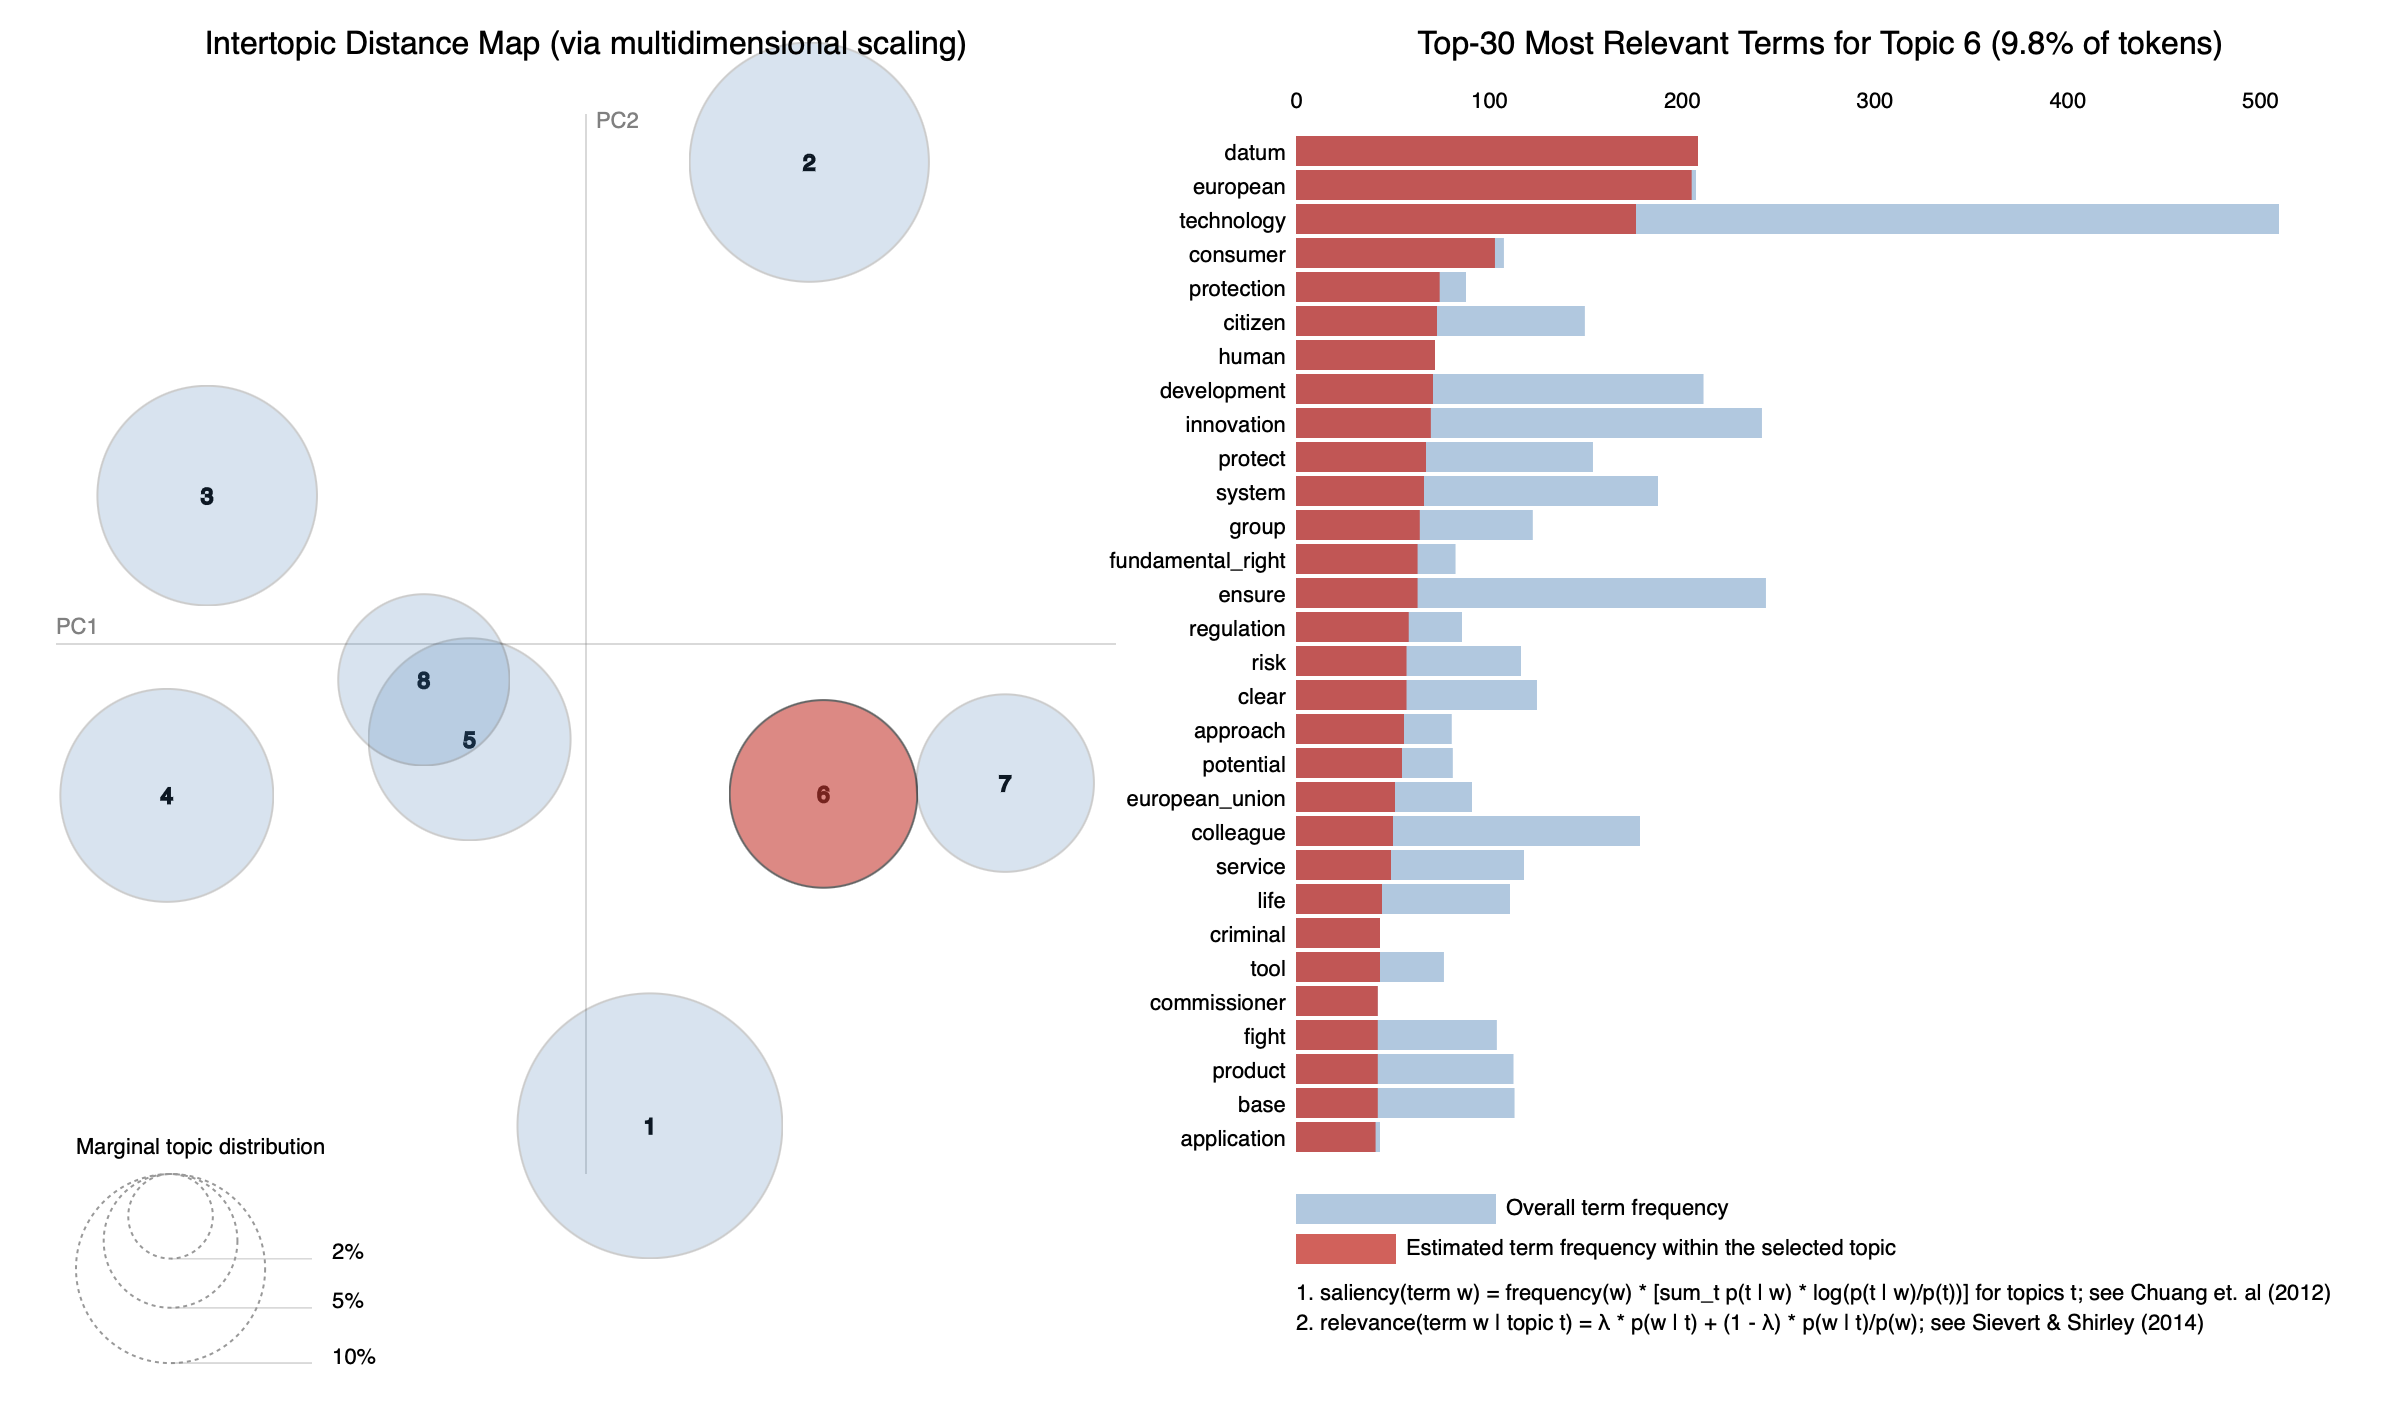 Intertopic Distance Map (via multidimensional scaling)
PC2
2
3
PC1
8
5
4
6
7
1
Marginal topic distribution
2%
5%
10%
Top-30 Most Relevant Terms for Topic 6 (9.8% of tokens)
0 100 200 300 400 500
datum
european
technology
consumer
protection
citizen
human
development
innovation
protect
system
group
fundamental_right
ensure
regulation
risk
clear
approach
potential
european_union
colleague
service
life
criminal
tool
commissioner
fight
product
base
application
Overall term frequency
Estimated term frequency within the selected topic
1. saliency(term w) = frequency(w) * [sum_t p(t | w) * log(p(t | w)/p(t))] for topics t; see Chuang et. al (2012)
2. relevance(term w | topic t) = λ * p(w | t) + (1 - λ) * p(w | t)/p(w); see Sievert & Shirley (2014)